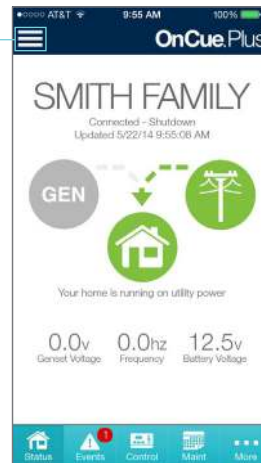 AT&T 9:55 AM 100%
OnCue.Plus
SMITH FAMILY
Connected – Shutdown
Updated 5/22/14 9:55:06 AM
GEN
Your home is running on utility power
0.0v 0.0hz 12.5v
Genset Voltage Frequency Battery Voltage
1
Status Events Control Maint More